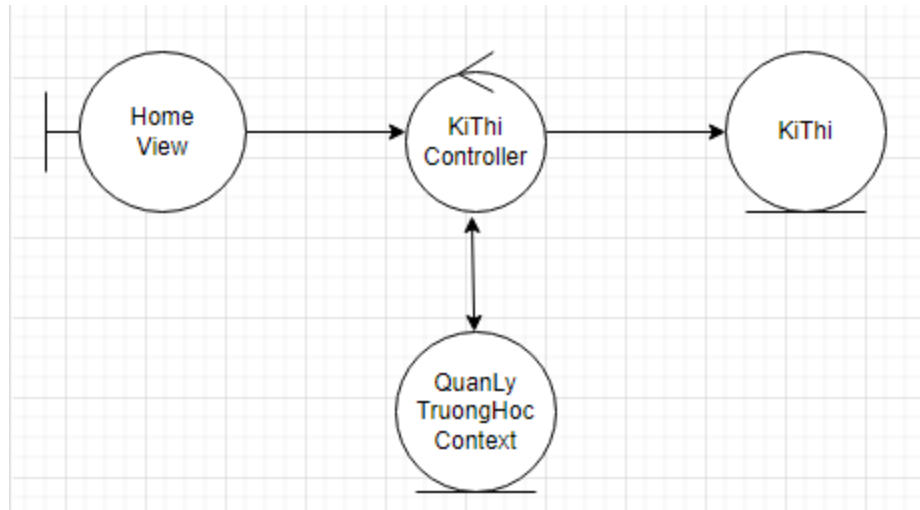 Home
View
KiThi
Controller
KiThi
QuanLy
TruongHoc
Context